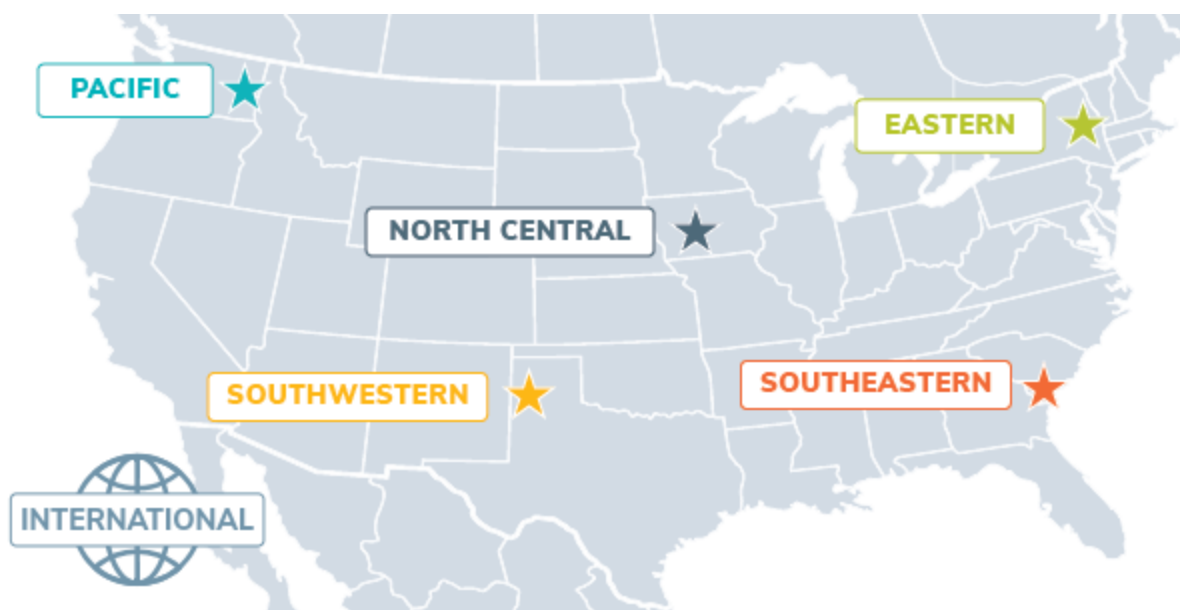 PACIFIC
EASTERN
NORTH CENTRAL
SOUTHWESTERN
SOUTHEASTERN
INTERNATIONAL